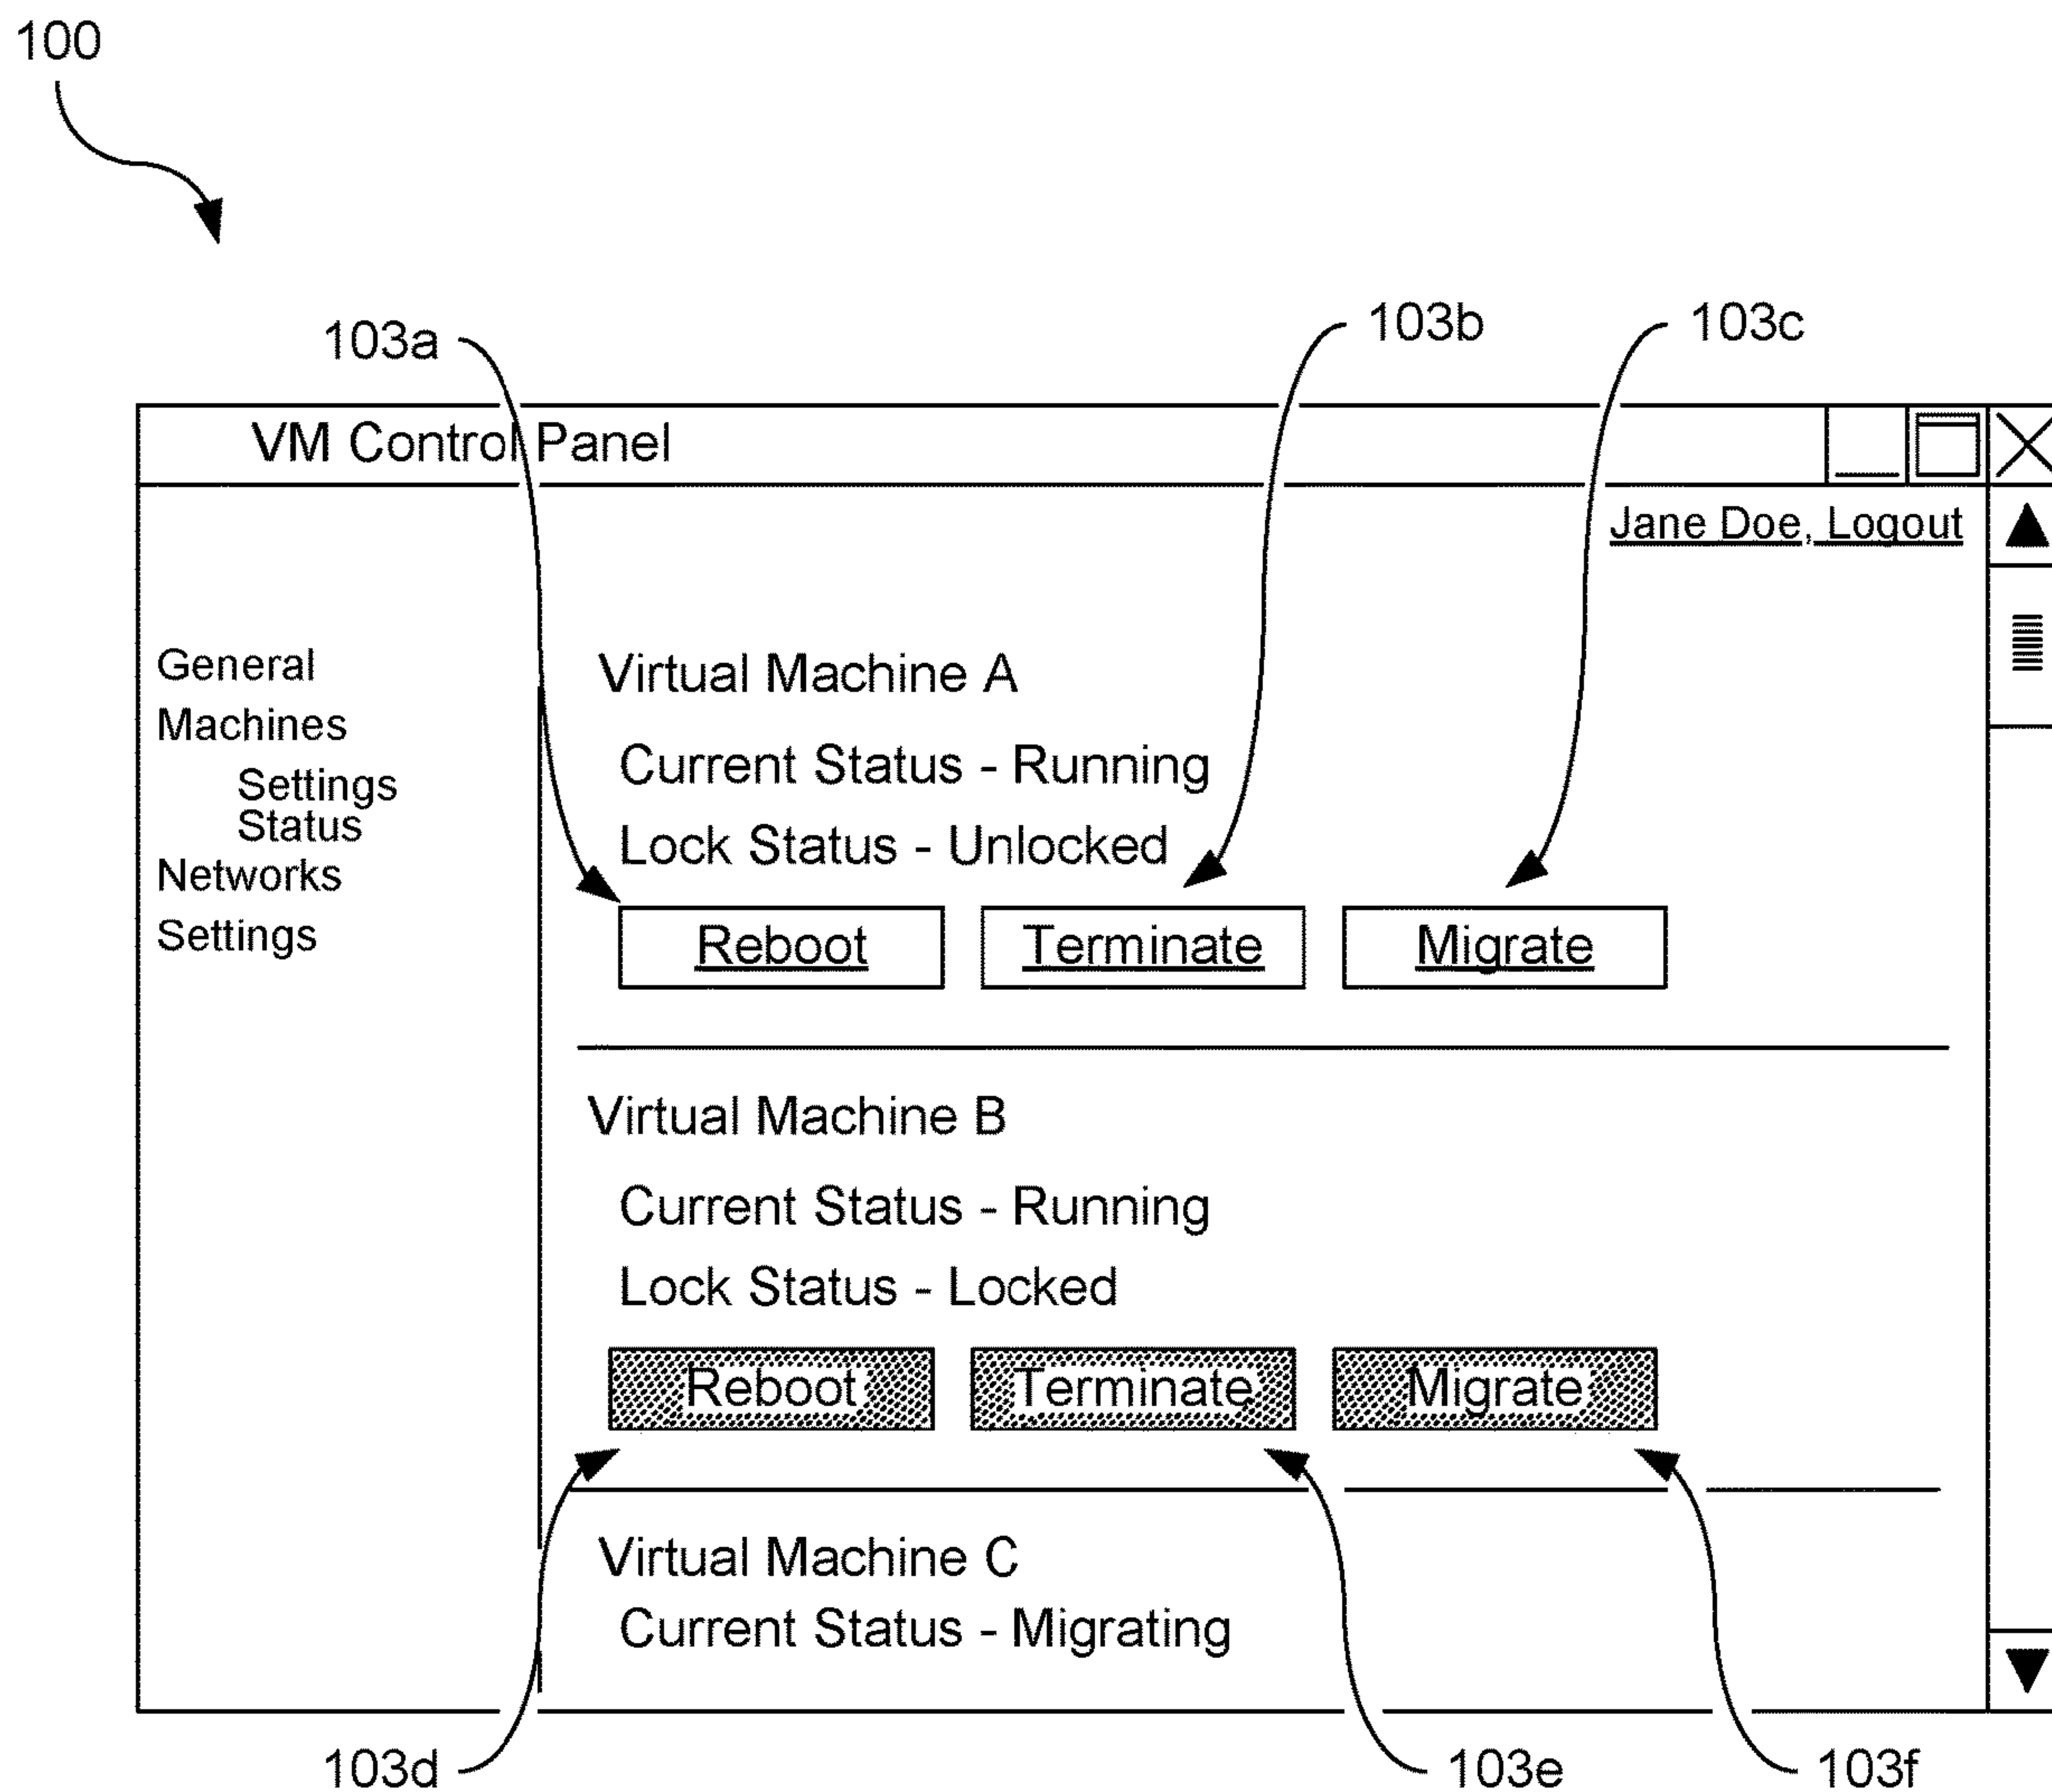 100
103a
103b
103c
VM Control Panel
Jane Doe, Logout
General
Machines
Settings
Status
Networks
Settings
Virtual Machine A
Current Status - Running
Lock Status - Unlocked
Reboot
Terminate
Migrate
Virtual Machine B
Current Status - Running
Lock Status - Locked
Reboot
Terminate
Migrate
Virtual Machine C
Current Status - Migrating
103d
103e
103f